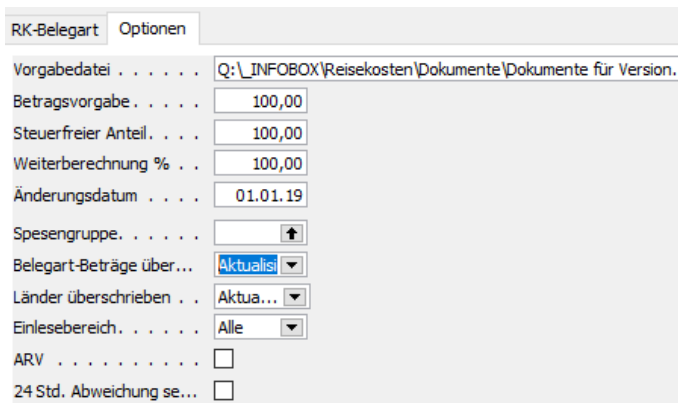 RK-Belegart Optionen
Vorgabedatei . . . . . . Q:\_INFOBOX\Reisekosten\Dokumente\Dokumente für Version.
Betragsvorgabe. . . . . 100,00
Steuerfreier Anteil. . . . 100,00
Weiterberechnung % . . 100,00
Änderungsdatum . . . . 01.01.19
Spesengruppe. . . . . .
Belegart-Beträge über... Aktualisi
Länder überschrieben . . Aktua...
Einlesebereich. . . . . . Alle
ARV . . . . . . . . . .
24 Std. Abweichung se...